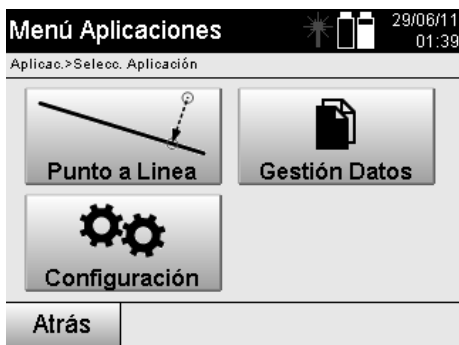 Menú Aplicaciones
29/06/11
01:39
Aplicac.>Selecc. Aplicación
Punto a Linea
Gestión Datos
Configuración
Atrás